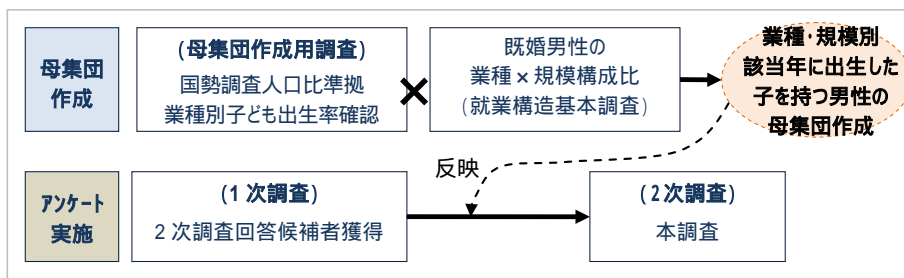 母集団
作成
(母集団作成用調査)
国勢調査人口比準拠
業種別子ども出生率確認
×
既婚男性の
業種×規模構成比
(就業構造基本調査)
業種・規模別
該当年に出生した
子を持つ男性の
母集団作成
反映
アンケート
実施
(1次調査)
2次調査回答候補者獲得
(2次調査)
本調査